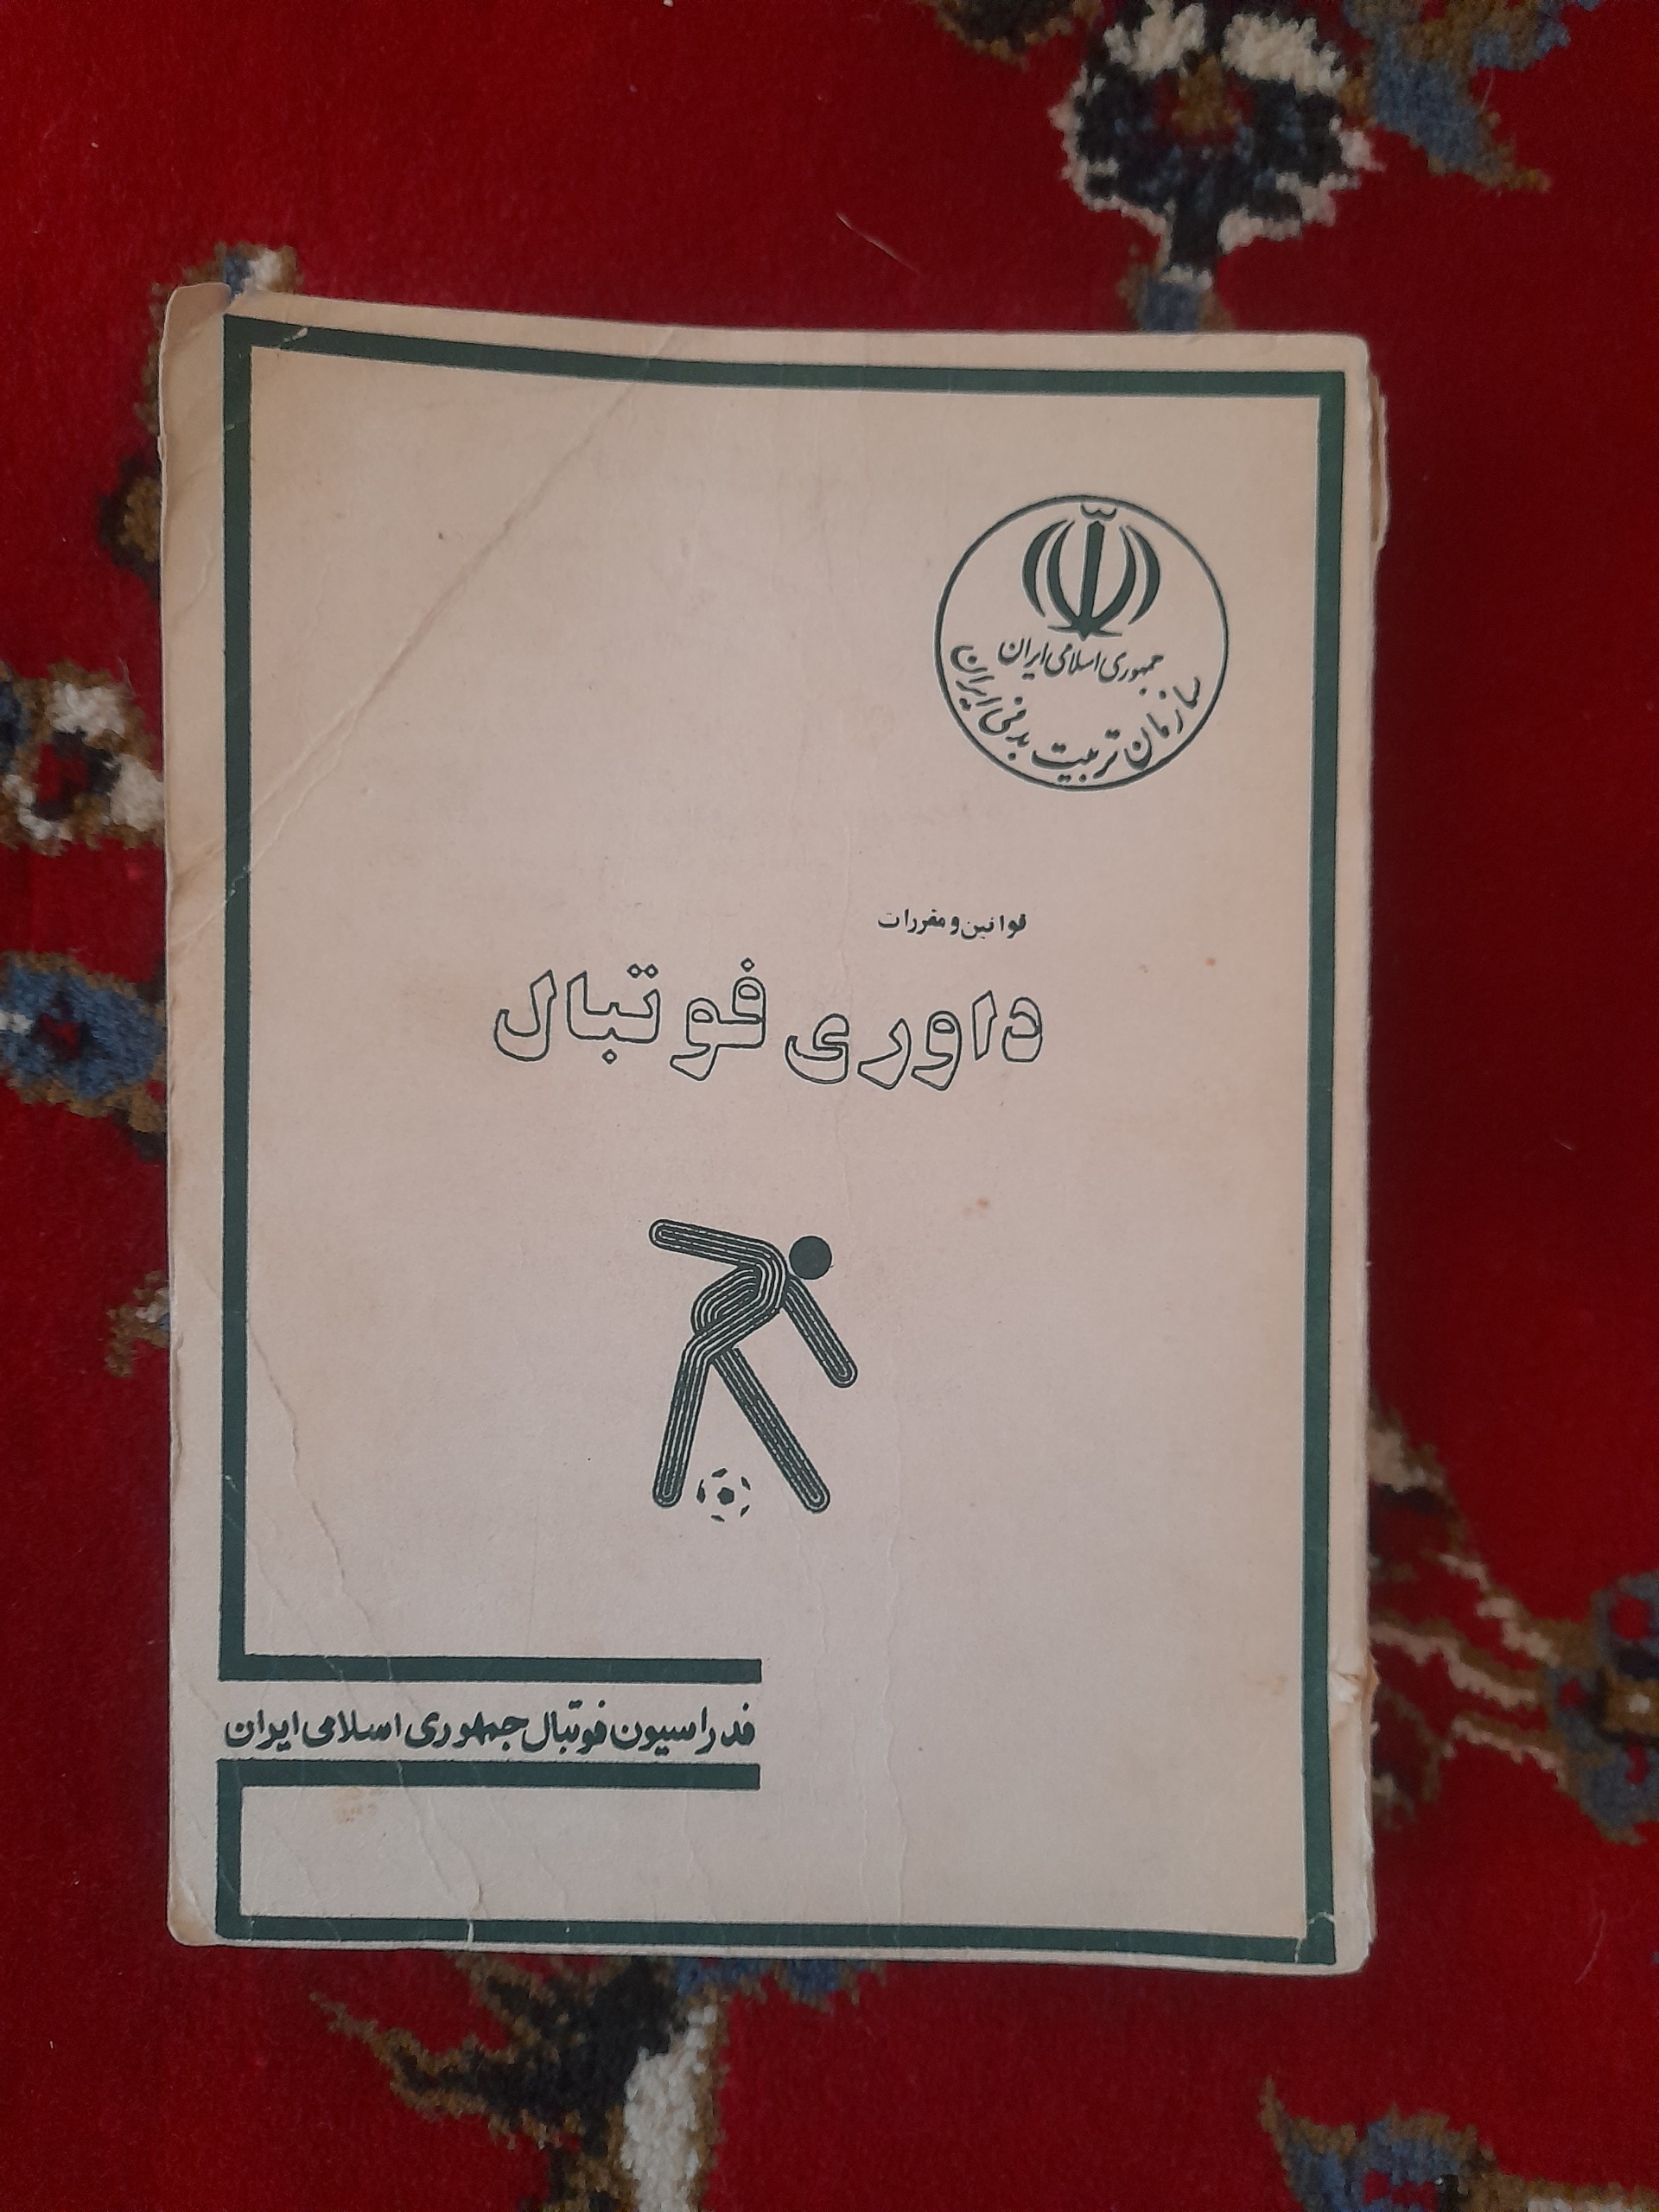 جمهوری اسلامی ایران
سازمان تربیت بدنی ایران
قوانین و مقررات
داوری فوتبال
فدراسیون فوتبال جمهوری اسلامی ایران